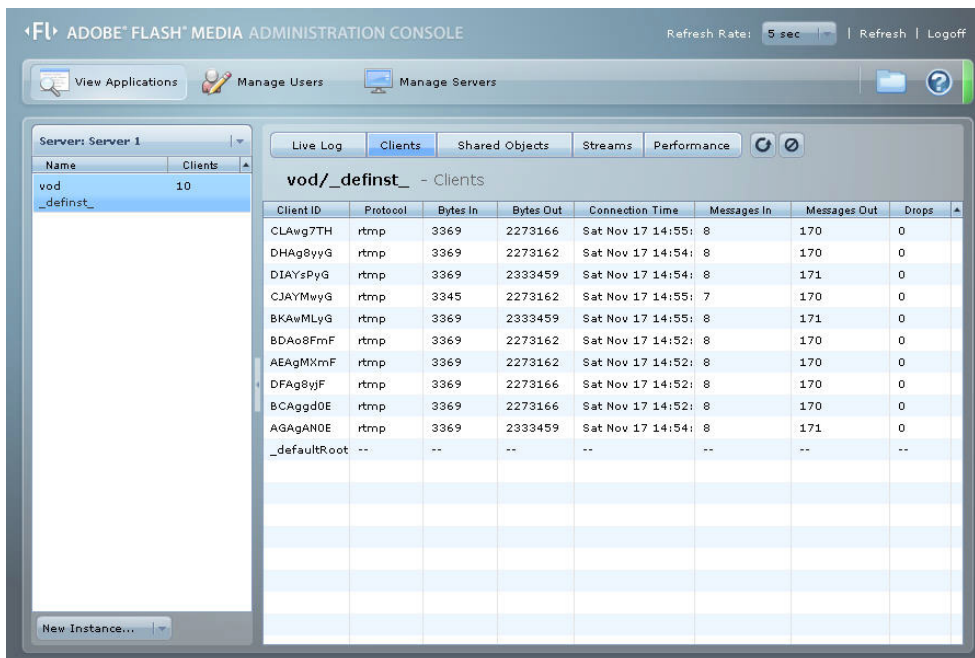 Fl ADOBE® FLASH® MEDIA ADMINISTRATION CONSOLE Refresh Rate: 5 sec | Refresh | Logoff
View Applications Manage Users Manage Servers ?
Server: Server 1
Name Clients
vod 10
_definst_
New Instance...
Live Log Clients Shared Objects Streams Performance
vod/_definst_ - Clients
Client ID Protocol Bytes In Bytes Out Connection Time Messages In Messages Out Drops
CLAwg7TH rtmp 3369 2273166 Sat Nov 17 14:55: 8 170 0
DHAg8yyG rtmp 3369 2273162 Sat Nov 17 14:54: 8 170 0
DIAYsPyG rtmp 3369 2333459 Sat Nov 17 14:54: 8 171 0
CJAYMwyG rtmp 3345 2273162 Sat Nov 17 14:55: 7 170 0
BKAwMLyG rtmp 3369 2333459 Sat Nov 17 14:55: 8 171 0
BDAo8FmF rtmp 3369 2273162 Sat Nov 17 14:52: 8 170 0
AEAgMXmF rtmp 3369 2273162 Sat Nov 17 14:52: 8 170 0
DFAg8yjF rtmp 3369 2273166 Sat Nov 17 14:52: 8 170 0
BCAggd0E rtmp 3369 2273166 Sat Nov 17 14:52: 8 170 0
AGAgAN0E rtmp 3369 2333459 Sat Nov 17 14:54: 8 171 0
_defaultRoot -- -- -- -- -- -- --